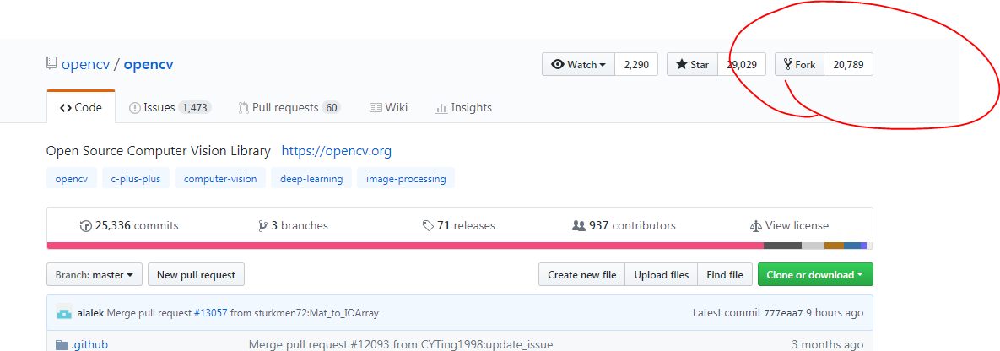 opencv / opencv
Watch 2,290 Star 29,029 Fork 20,789
Code Issues 1,473 Pull requests 60 Wiki Insights
Open Source Computer Vision Library https://opencv.org
opencv c-plus-plus computer-vision deep-learning image-processing
25,336 commits 3 branches 71 releases 937 contributors View license
Branch: master New pull request Create new file Upload files Find file Clone or download
alalek Merge pull request #13057 from sturkmen72:Mat_to_IOArray Latest commit 777eaa7 9 hours ago
.github Merge pull request #12093 from CYTing1998:update_issue 3 months ago